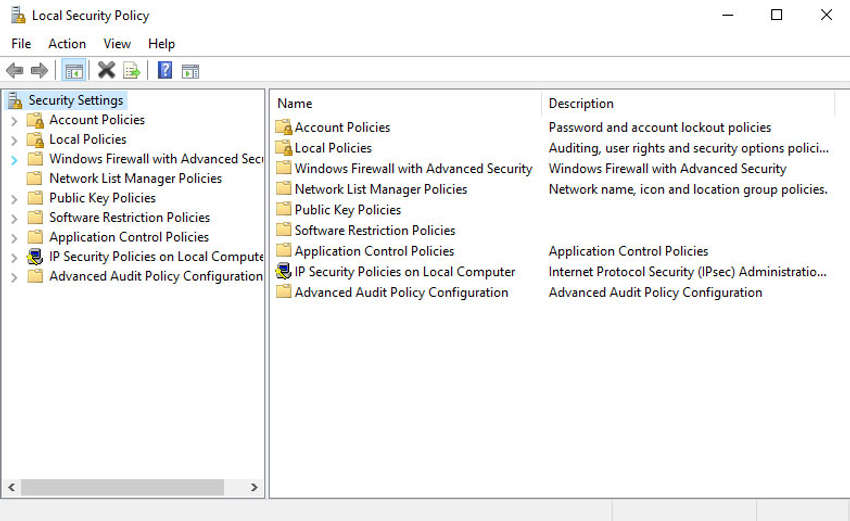 Local Security Policy
File Action View Help
Security Settings
Account Policies
Local Policies
Windows Firewall with Advanced Secu
Network List Manager Policies
Public Key Policies
Software Restriction Policies
Application Control Policies
IP Security Policies on Local Compute
Advanced Audit Policy Configuration
Name Description
Account Policies Password and account lockout policies
Local Policies Auditing, user rights and security options polici...
Windows Firewall with Advanced Security Windows Firewall with Advanced Security
Network List Manager Policies Network name, icon and location group policies.
Public Key Policies
Software Restriction Policies
Application Control Policies Application Control Policies
IP Security Policies on Local Computer Internet Protocol Security (IPsec) Administratio...
Advanced Audit Policy Configuration Advanced Audit Policy Configuration